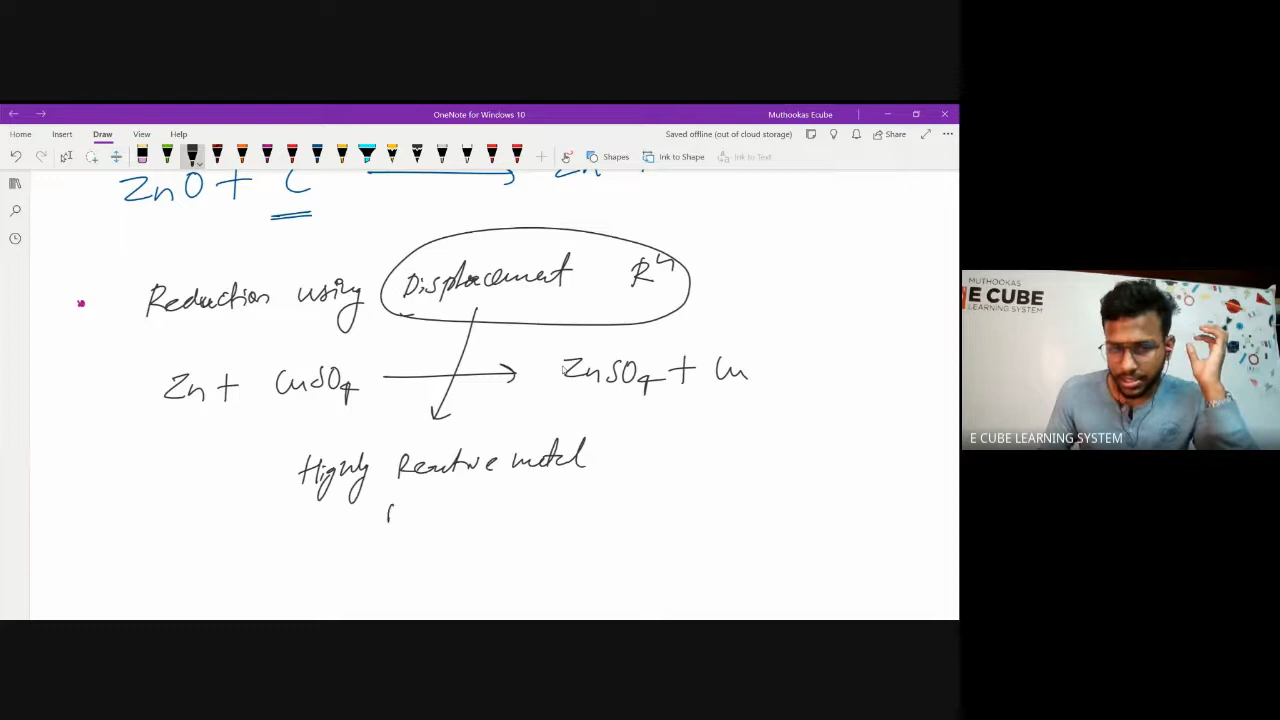 OneNote for Windows 10
Muthookas Ecube
Home Insert Draw View Help
Saved offline (out of cloud storage) Share
Shapes Ink to Shape Ink to Text
ZnO + C
Zn +
Reduction using Displacement Rⁿ
Zn + CuSO4 → ZnSO4 + Cu
Highly Reactive metal
MUTHOOKAS
E CUBE
LEARNING SYSTEM
E CUBE LEARNING SYSTEM